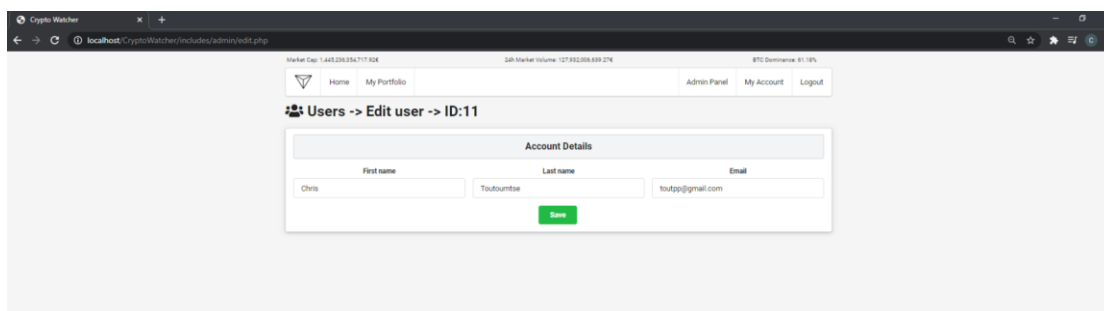 Crypto Watcher
localhost/CryptoWatcher/includes/admin/edit.php
Market Cap: 1,445,236,354,717.92€ 24h Market Volume: 127,932,006,639.27€ BTC Dominance: 61.18%
Home My Portfolio Admin Panel My Account Logout
Users -> Edit user -> ID:11
Account Details
First name Last name Email
Chris Toutoumtse toutpp@gmail.com
Save